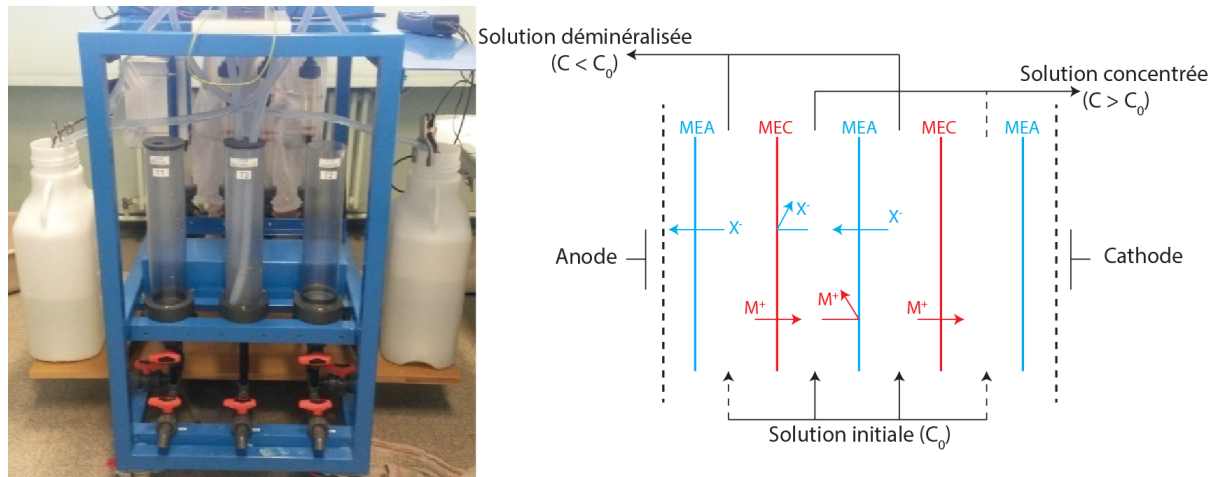 T1
T3
T2
Solution déminéralisée
(C < C₀)
Solution concentrée
(C > C₀)
MEA
MEC
MEA
MEC
MEA
X⁻
X⁻
X⁻
Anode
Cathode
M⁺
M⁺
M⁺
Solution initiale (C₀)